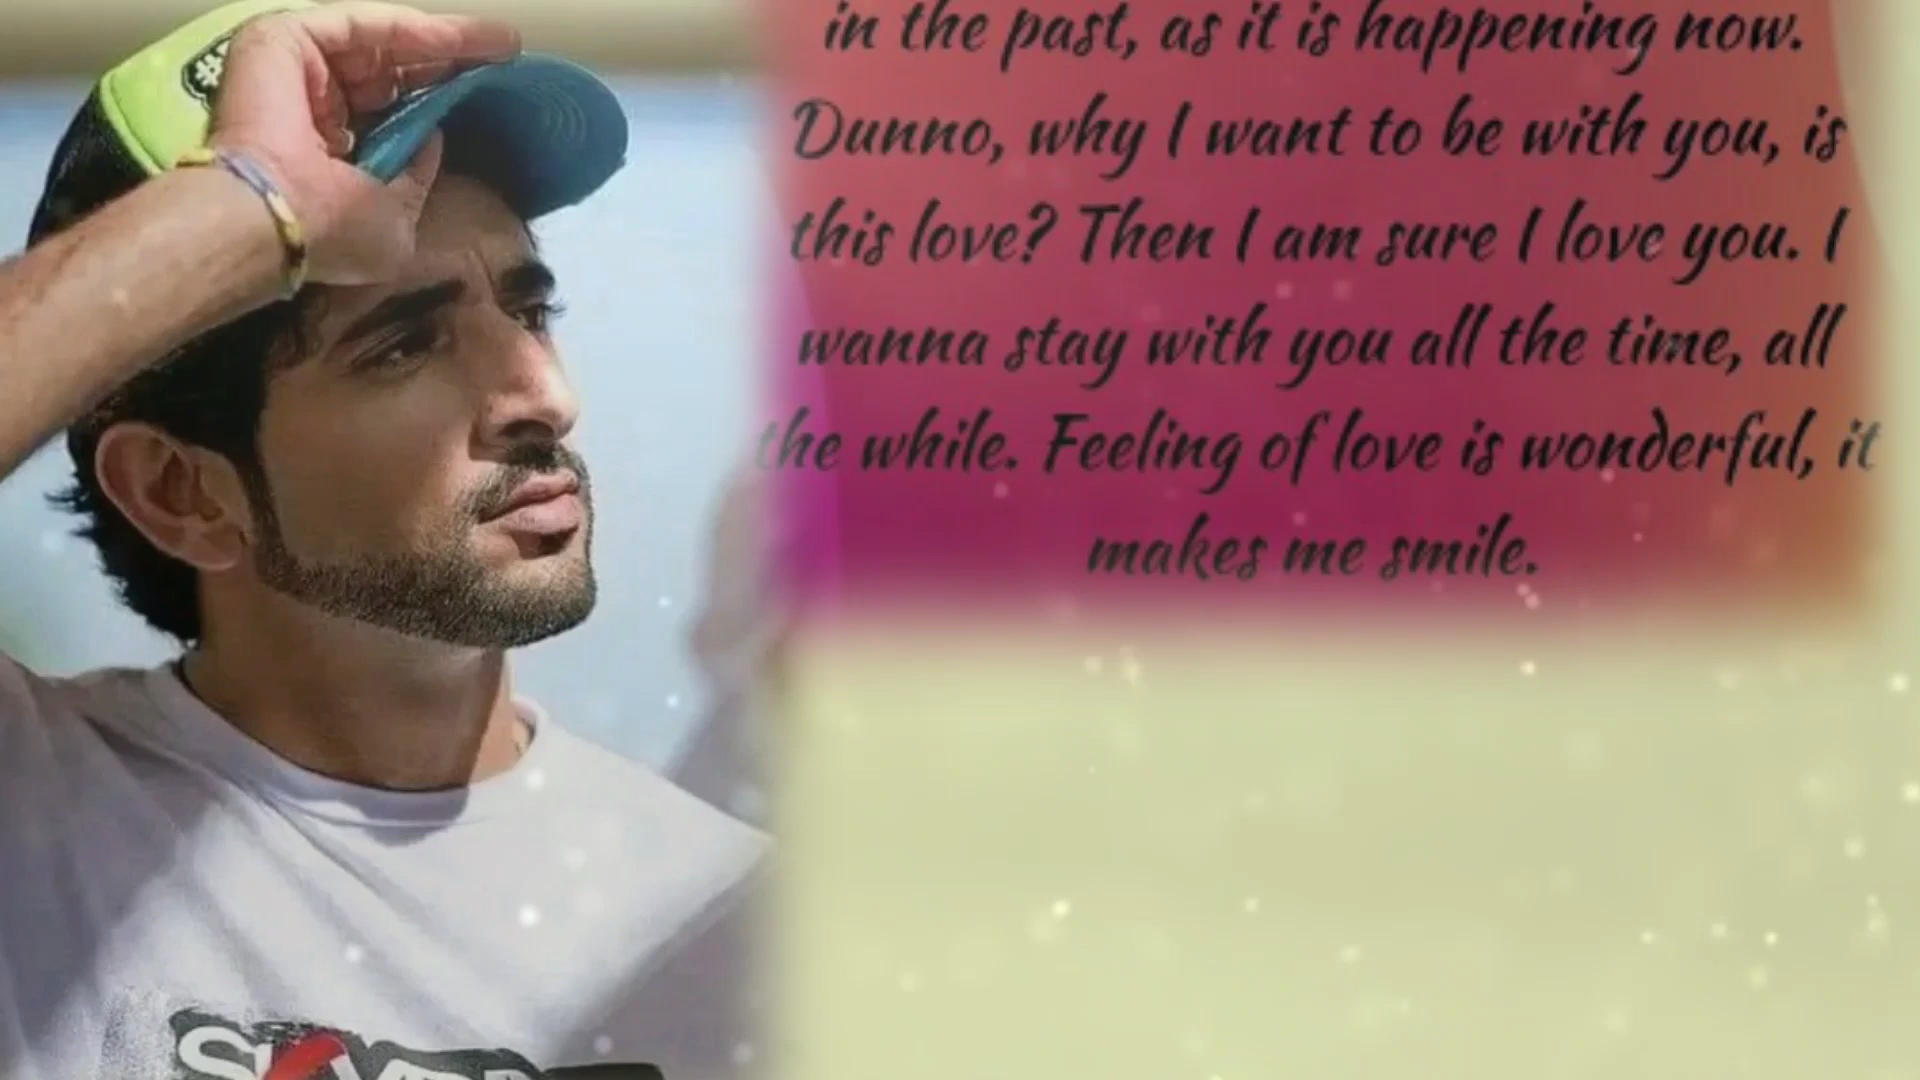 in the past, as it is happening now.
Dunno, why I want to be with you, is
this love? Then I am sure I love you. I
wanna stay with you all the time, all
the while. Feeling of love is wonderful, it
makes me smile.